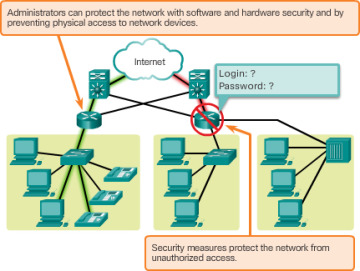 Administrators can protect the network with software and hardware security and by
preventing physical access to network devices.
Internet
Login: ?
Password: ?
Security measures protect the network from
unauthorized access.